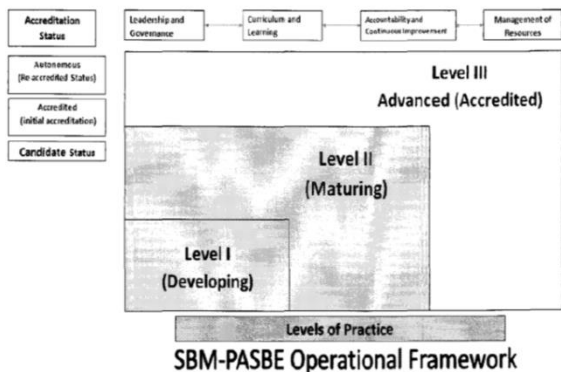 Accreditation
Status
Leadership and
Governance
Curriculum and
Learning
Accountability and
Continuous Improvement
Management of
Resources
Autonomous
(Re accredited Status)
Accredited
(initial accreditation)
Candidate Status
Level III
Advanced (Accredited)
Level II
(Maturing)
Level I
(Developing)
Levels of Practice
SBM-PASBE Operational Framework